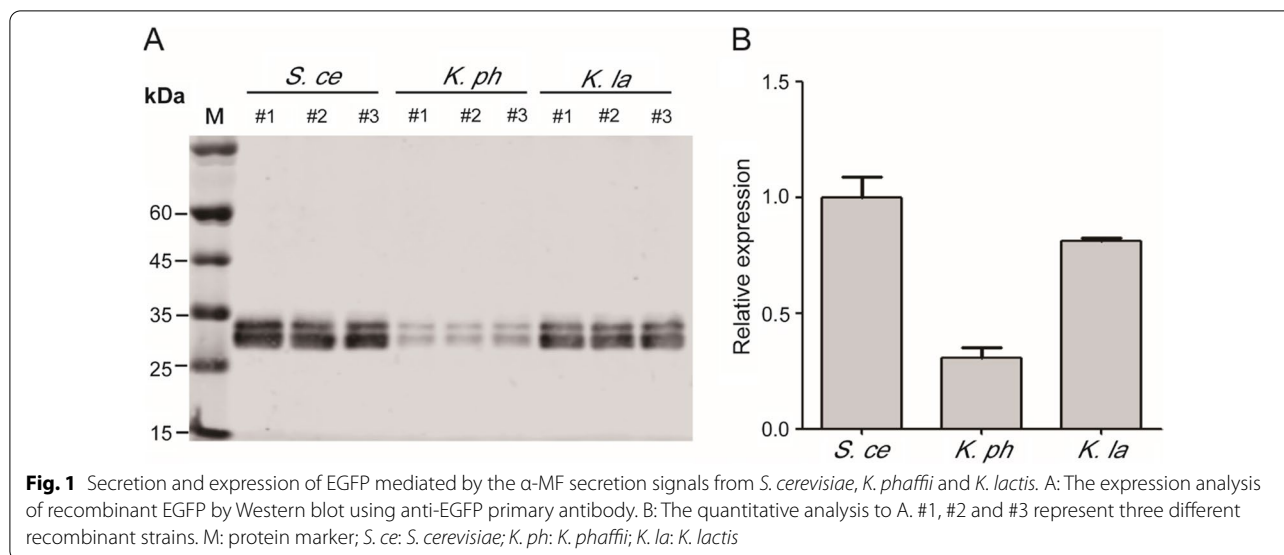 A
S. ce K. ph K. la
kDa
M #1 #2 #3 #1 #2 #3 #1 #2 #3
60
45
35
25
15
B
Relative expression
1.5
1.0
0.5
0.0
S. ce K. ph K. la
Fig. 1 Secretion and expression of EGFP mediated by the α-MF secretion signals from S. cerevisiae, K. phaffii and K. lactis. A: The expression analysis
of recombinant EGFP by Western blot using anti-EGFP primary antibody. B: The quantitative analysis to A. #1, #2 and #3 represent three different
recombinant strains. M: protein marker; S. ce: S. cerevisiae; K. ph: K. phaffii; K. la: K. lactis